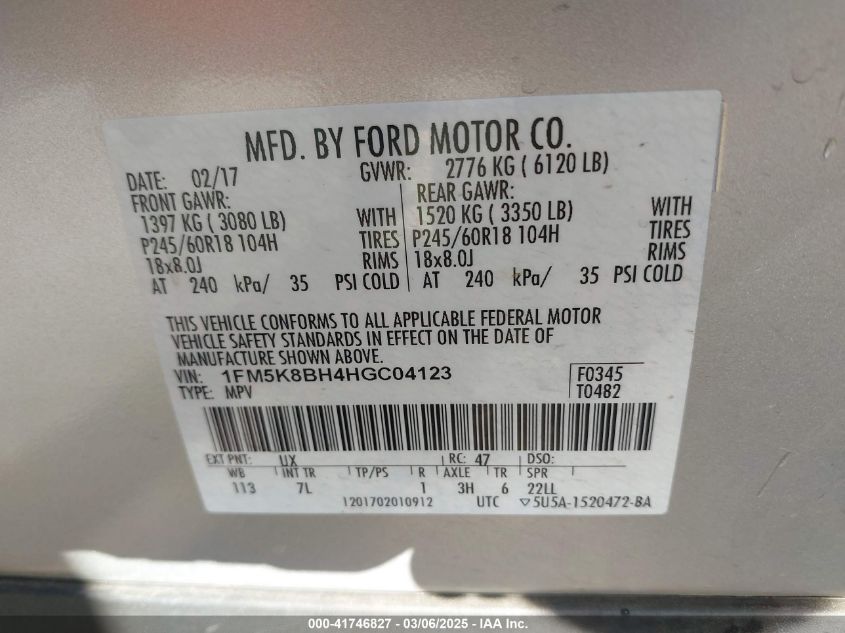 MFD. BY FORD MOTOR CO.
DATE: 02/17 GVWR: 2776 KG ( 6120 LB)
FRONT GAWR: REAR GAWR:
1397 KG ( 3080 LB) WITH 1520 KG ( 3350 LB) WITH
P245/60R18 104H TIRES P245/60R18 104H TIRES
18x8.0J RIMS 18x8.0J RIMS
AT 240 kPa/ 35 PSI COLD AT 240 kPa/ 35 PSI COLD
THIS VEHICLE CONFORMS TO ALL APPLICABLE FEDERAL MOTOR
VEHICLE SAFETY STANDARDS IN EFFECT ON THE DATE OF
MANUFACTURE SHOWN ABOVE.
VIN: 1FM5K8BH4HGC04123 F0345
TYPE: MPV T0482
EXT PNT: UX RC: 47 DSO:
WB INT TR TP/PS R AXLE TR SPR
113 7L 1 3H 6 22LL
1201702010912 UTC ▽5U5A-1520472-BA
000-41746827 - 03/06/2025 - IAA Inc.